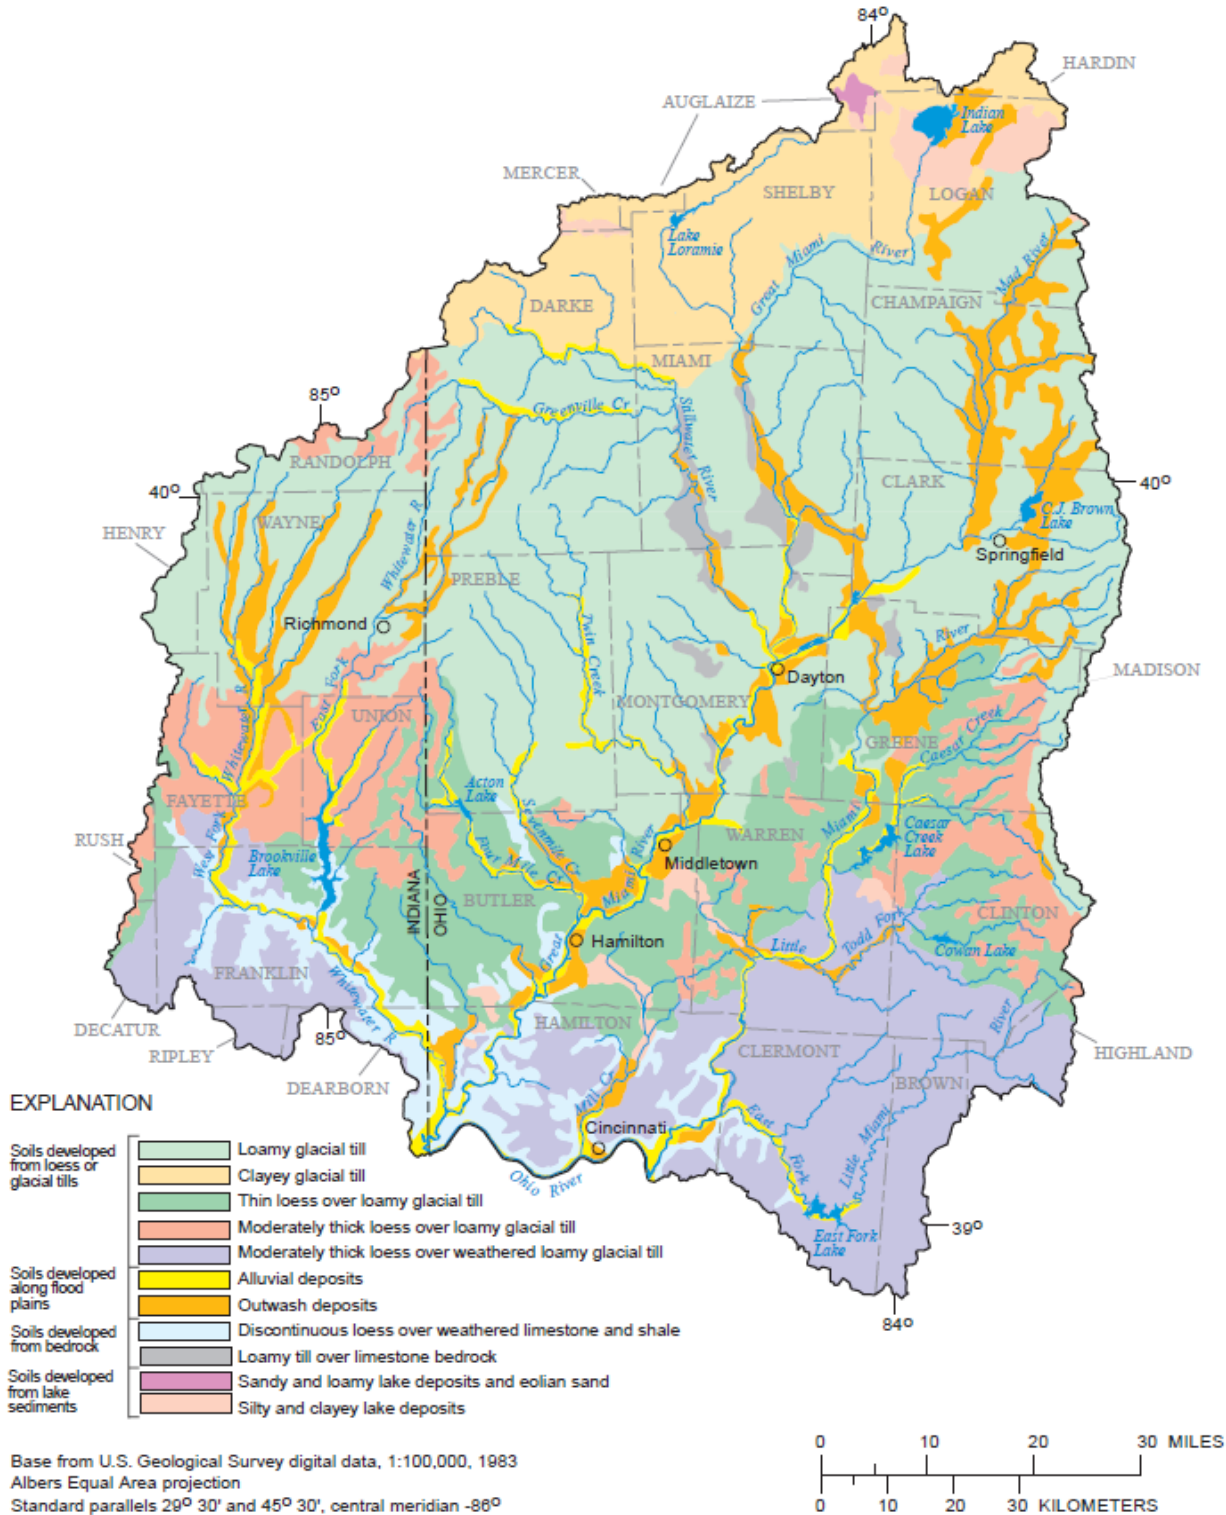 84°
HARDIN
AUGLAIZE
Indian
Lake
MERCER
SHELBY
LOGAN
Lake
Loramie
Great Miami River
Mad River
DARKE
CHAMPAIGN
MIAMI
85°
Greenville Cr
Stillwater River
RANDOLPH
40°
CLARK
40°
HENRY
WAYNE
Whitewater R
C.J. Brown
Lake
Springfield
PREBLE
Richmond
Twin Creek
River
MADISON
Dayton
East Fork
Whitewater R
UNION
MONTGOMERY
GREENE
Caesar Creek
Acton
Lake
FAYETTE
Sevenmile Cr
Miami
Caesar
Creek
Lake
RUSH
West Fork
Brookville
Lake
WARREN
Middletown
Four Mile Cr
Miami River
INDIANA
OHIO
BUTLER
CLINTON
Hamilton
Great
Little
Todd Fork
Cowan Lake
FRANKLIN
Whitewater R
River
DECATUR
RIPLEY
85°
HAMILTON
CLERMONT
HIGHLAND
DEARBORN
BROWN
Mill Cr
Cincinnati
East Fork
Little Miami
Ohio River
East Fork
Lake
39°
84°
EXPLANATION
Soils developed
from loess or
glacial tills
Loamy glacial till
Clayey glacial till
Thin loess over loamy glacial till
Moderately thick loess over loamy glacial till
Moderately thick loess over weathered loamy glacial till
Soils developed
along flood
plains
Alluvial deposits
Outwash deposits
Soils developed
from bedrock
Discontinuous loess over weathered limestone and shale
Loamy till over limestone bedrock
Soils developed
from lake
sediments
Sandy and loamy lake deposits and eolian sand
Silty and clayey lake deposits
0 10 20 30 MILES
0 10 20 30 KILOMETERS
Base from U.S. Geological Survey digital data, 1:100,000, 1983
Albers Equal Area projection
Standard parallels 29° 30' and 45° 30', central meridian -86°